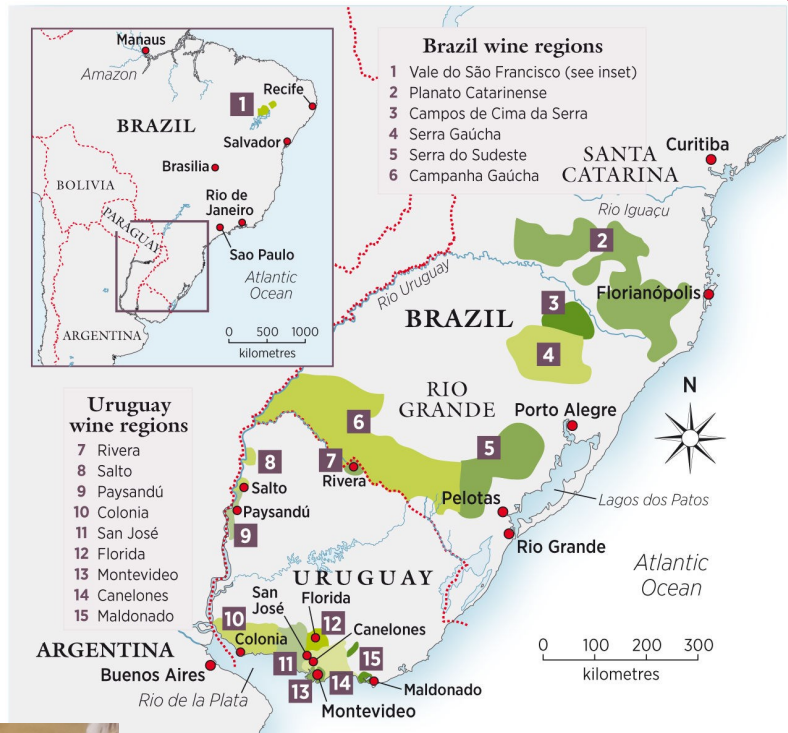 Manaus
Amazon
Recife
1
BRAZIL
Salvador
Brasilia
BOLIVIA
Rio de
Janeiro
PARAGUAY
Sao Paulo
Atlantic
Ocean
ARGENTINA
0 500 1000
kilometres
Brazil wine regions
1 Vale do São Francisco (see inset)
2 Planato Catarinense
3 Campos de Cima da Serra
4 Serra Gaúcha
5 Serra do Sudeste
6 Campanha Gaúcha
SANTA
CATARINA
Curitiba
Rio Iguaçu
2
Rio Uruguay
Florianópolis
3
BRAZIL
4
N
RIO
GRANDE
Porto Alegre
6
5
7
Rivera
Pelotas
Lagos dos Patos
Rio Grande
Atlantic
Ocean
Uruguay
wine regions
7 Rivera
8 Salto
9 Paysandú
10 Colonia
11 San José
12 Florida
13 Montevideo
14 Canelones
15 Maldonado
8
Salto
Paysandú
9
URUGUAY
San
José
Florida
10
12
Colonia
Canelones
ARGENTINA
11
15
Buenos Aires
13
14
Maldonado
Rio de la Plata
Montevideo
0 100 200 300
kilometres